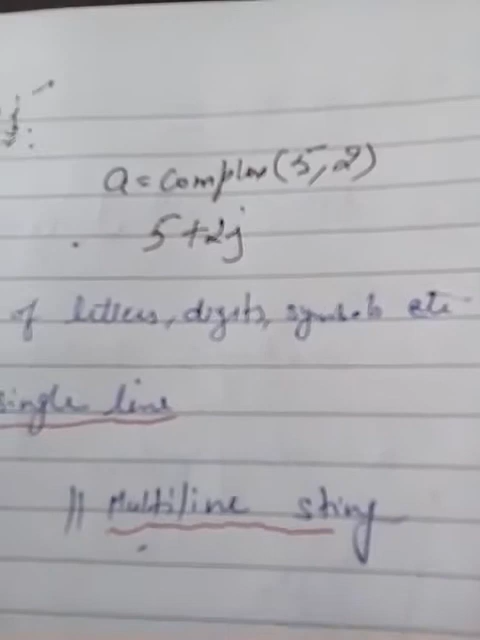 a = complex(5, 2)
5+2j
of letters, digits, symbols etc
single line
|| Multiline string